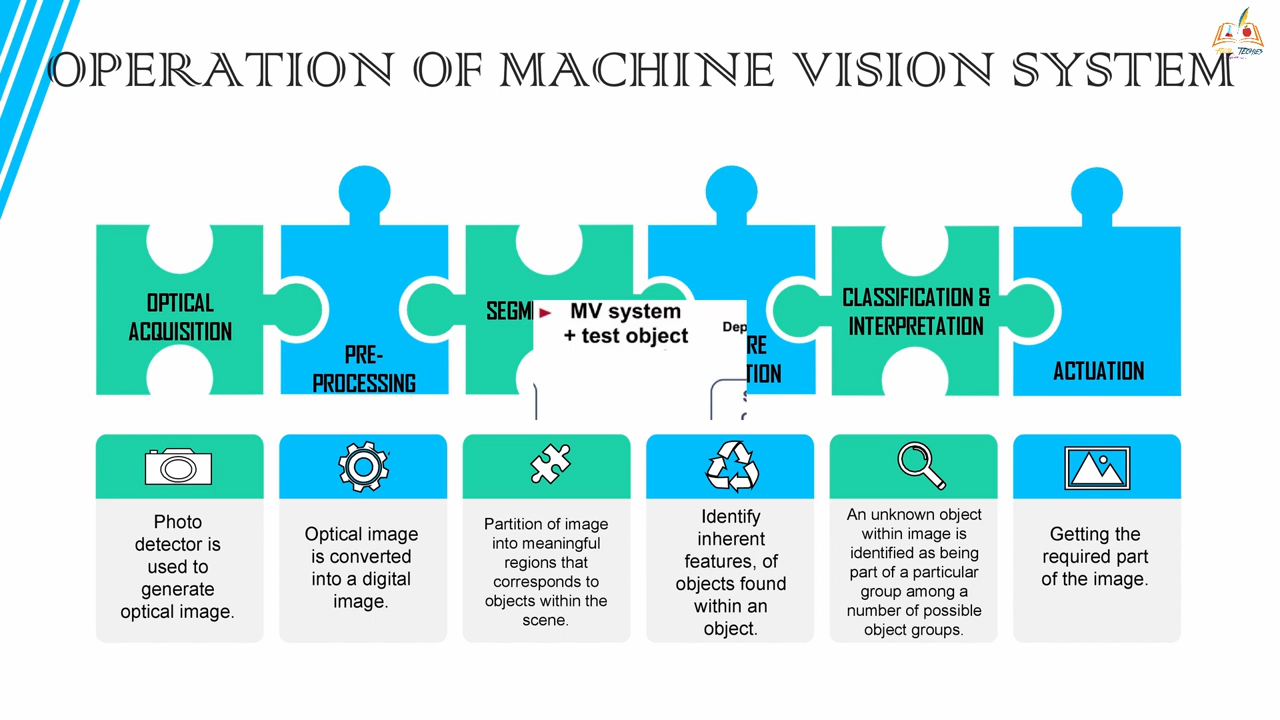 OPERATION OF MACHINE VISION SYSTEM
TECHIES
OPTICAL
ACQUISITION
PRE-
PROCESSING
SEGM
MV system
+ test object
Dep
RE
TION
CLASSIFICATION &
INTERPRETATION
ACTUATION
Photo
detector is
used to
generate
optical image.
Optical image
is converted
into a digital
image.
Partition of image
into meaningful
regions that
corresponds to
objects within the
scene.
Identify
inherent
features, of
objects found
within an
object.
An unknown object
within image is
identified as being
part of a particular
group among a
number of possible
object groups.
Getting the
required part
of the image.